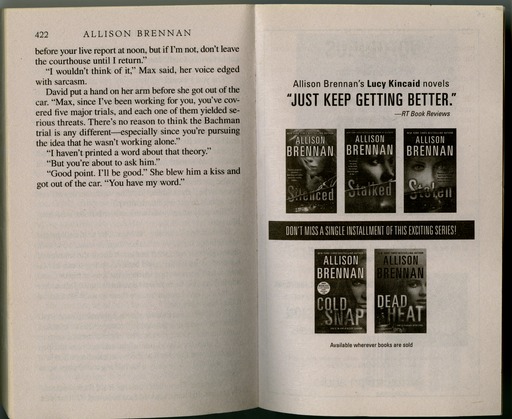 422 ALLISON BRENNAN
before your live report at noon, but if I'm not, don't leave
the courthouse until I return."
"I wouldn't think of it," Max said, her voice edged
with sarcasm.
David put a hand on her arm before she got out of the
car. "Max, since I've been working for you, you've cov-
ered five major trials, and each one of them yielded se-
rious threats. There's no reason to think the Bachman
trial is any different—especially since you're pursuing
the idea that he wasn't working alone."
"I haven't printed a word about that theory."
"But you're about to ask him."
"Good point. I'll be good." She blew him a kiss and
got out of the car. "You have my word."
Allison Brennan's Lucy Kincaid novels
"JUST KEEP GETTING BETTER."
—RT Book Reviews
ALLISON
BRENNAN
Silenced
ALLISON
BRENNAN
Stalked
ALLISON
BRENNAN
Stolen
DON'T MISS A SINGLE INSTALLMENT OF THIS EXCITING SERIES!
ALLISON
BRENNAN
COLD
SNAP
ALLISON
BRENNAN
DEAD
HEAT
Available wherever books are sold